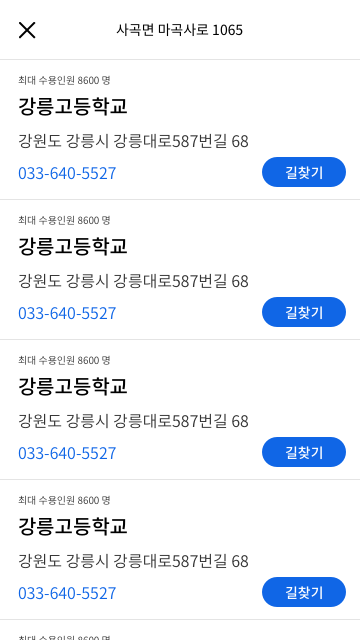 사곡면 마곡사로 1065
최대 수용인원 8600 명
강릉고등학교
강원도 강릉시 강릉대로587번길 68
033-640-5527
길찾기
최대 수용인원 8600 명
강릉고등학교
강원도 강릉시 강릉대로587번길 68
033-640-5527
길찾기
최대 수용인원 8600 명
강릉고등학교
강원도 강릉시 강릉대로587번길 68
033-640-5527
길찾기
최대 수용인원 8600 명
강릉고등학교
강원도 강릉시 강릉대로587번길 68
033-640-5527
길찾기
최대 수용인원 8600 명